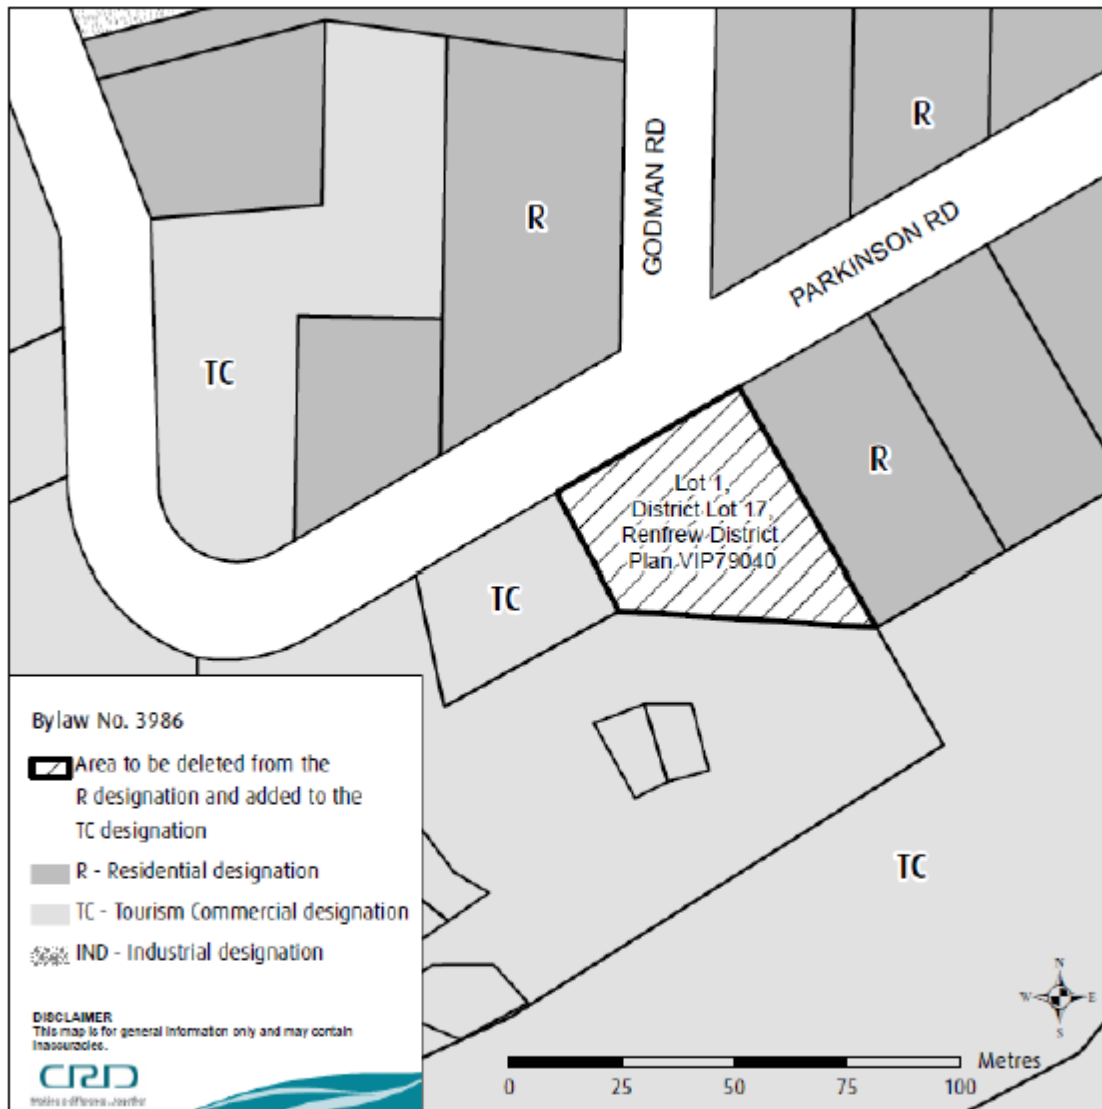 R
GODMAN RD
PARKINSON RD
R
TC
R
Lot 1,
District Lot 17,
Renfrew District
Plan VIP79040
TC
TC
Bylaw No. 3986
Area to be deleted from the
R designation and added to the
TC designation
R - Residential designation
TC - Tourism Commercial designation
IND - Industrial designation
DISCLAIMER
This map is for general information only and may contain
inaccuracies.
CRD
Making a difference...together
N
W E
S
Metres
0 25 50 75 100